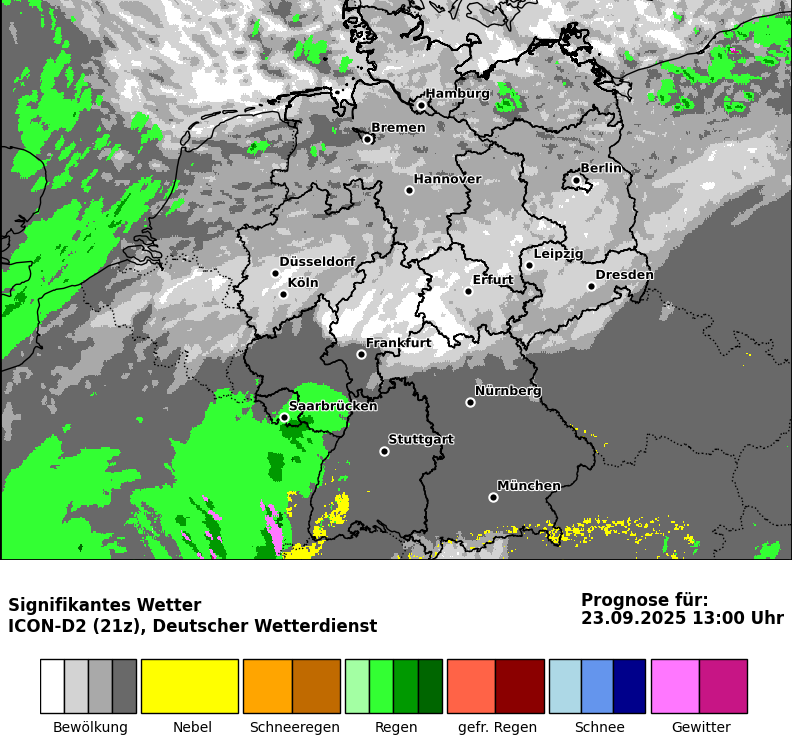 Hamburg
Bremen
Berlin
Hannover
Leipzig
Düsseldorf
Köln
Erfurt
Dresden
Frankfurt
Nürnberg
Saarbrücken
Stuttgart
München
Signifikantes Wetter
ICON-D2 (21z), Deutscher Wetterdienst
Prognose für:
23.09.2025 13:00 Uhr
Bewölkung
Nebel
Schneeregen
Regen
gefr. Regen
Schnee
Gewitter